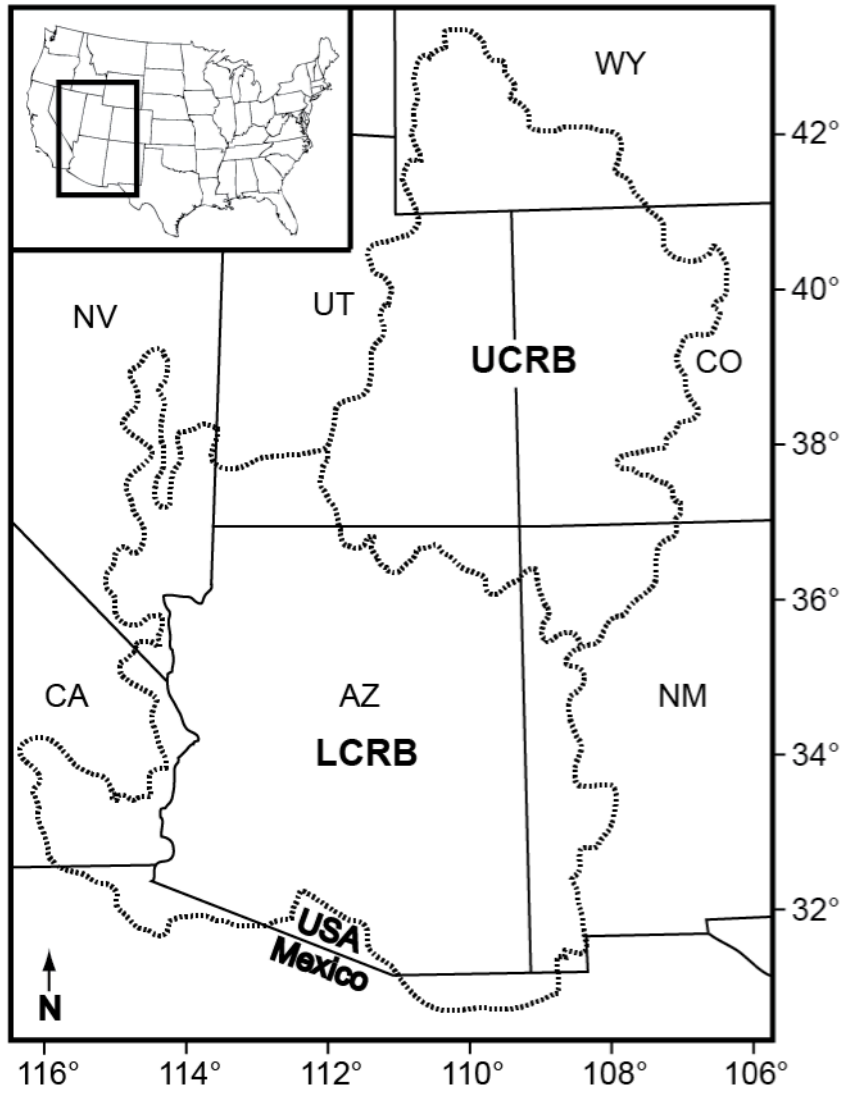 WY
42°
40°
NV
UT
UCRB
CO
38°
36°
CA
AZ
NM
LCRB
34°
32°
USA
Mexico
N
116°
114°
112°
110°
108°
106°